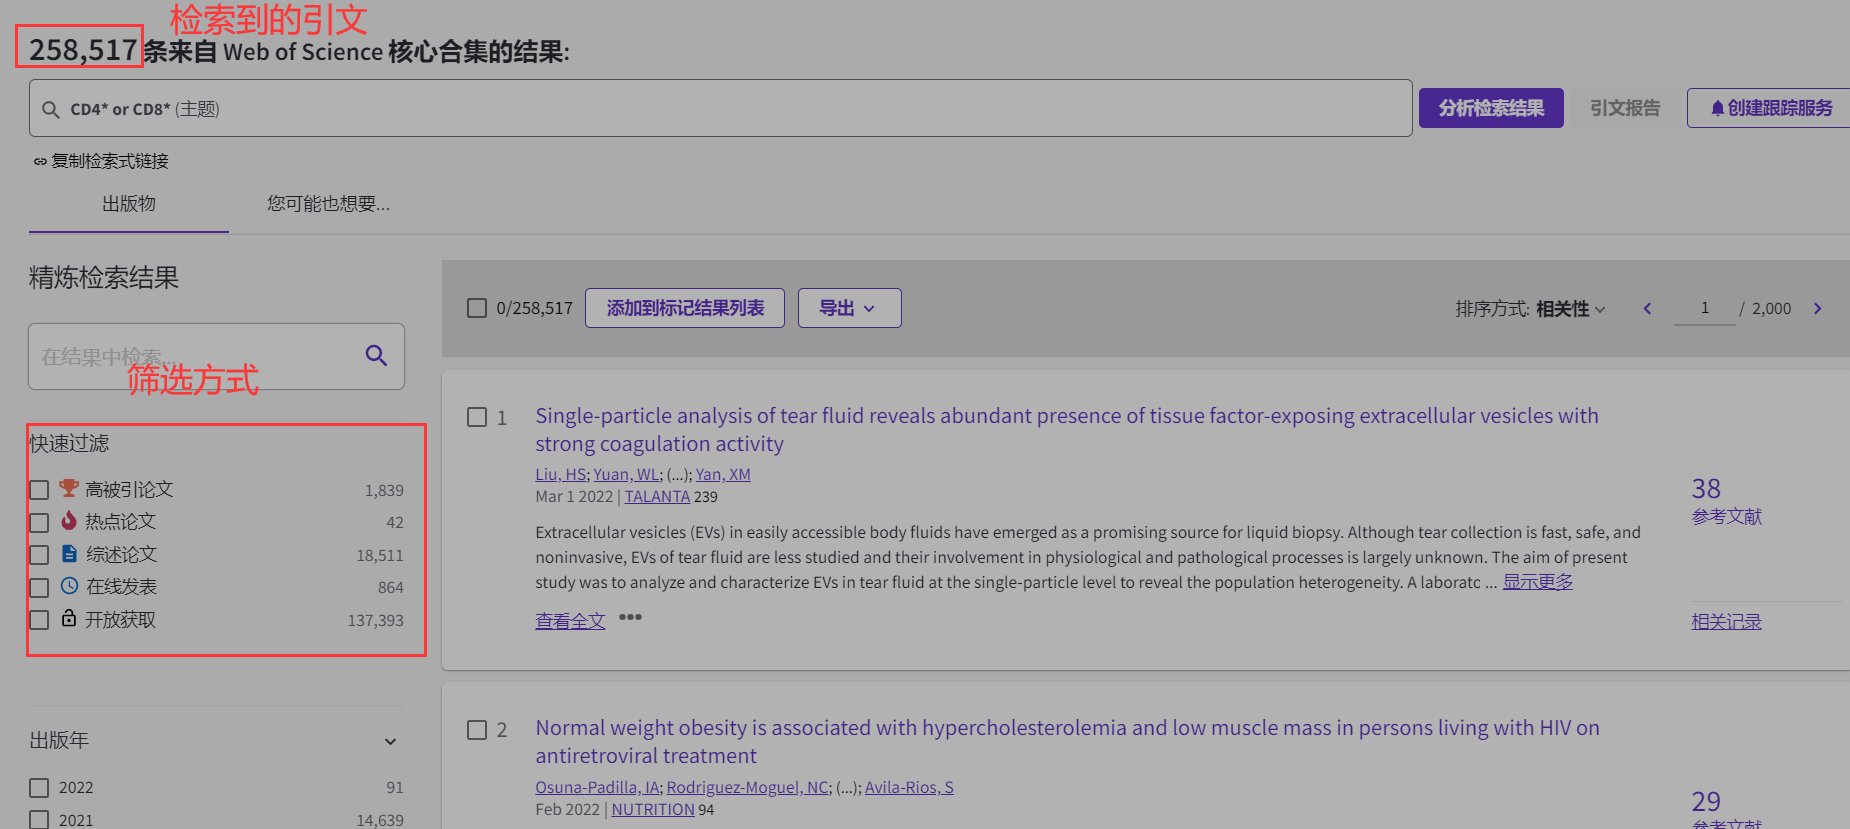 检索到的引文
258,517 条来自 Web of Science 核心合集的结果:
CD4* or CD8* (主题)
分析检索结果
引文报告
创建跟踪服务
复制检索式链接
出版物
您可能也想要...
精炼检索结果
0/258,517
添加到标记结果列表
导出
排序方式: 相关性
1 / 2,000
在结果中检索...
筛选方式
快速过滤
高被引论文 1,839
热点论文 42
综述论文 18,511
在线发表 864
开放获取 137,393
出版年
2022 91
2021 14,639
1
Single-particle analysis of tear fluid reveals abundant presence of tissue factor-exposing extracellular vesicles with
strong coagulation activity
Liu, HS; Yuan, WL; (...); Yan, XM
Mar 1 2022 | TALANTA 239
Extracellular vesicles (EVs) in easily accessible body fluids have emerged as a promising source for liquid biopsy. Although tear collection is fast, safe, and
noninvasive, EVs of tear fluid are less studied and their involvement in physiological and pathological processes is largely unknown. The aim of present
study was to analyze and characterize EVs in tear fluid at the single-particle level to reveal the population heterogeneity. A laboratc ... 显示更多
查看全文
38
参考文献
相关记录
2
Normal weight obesity is associated with hypercholesterolemia and low muscle mass in persons living with HIV on
antiretroviral treatment
Osuna-Padilla, IA; Rodriguez-Moguel, NC; (...); Avila-Rios, S
Feb 2022 | NUTRITION 94
29
参考文献